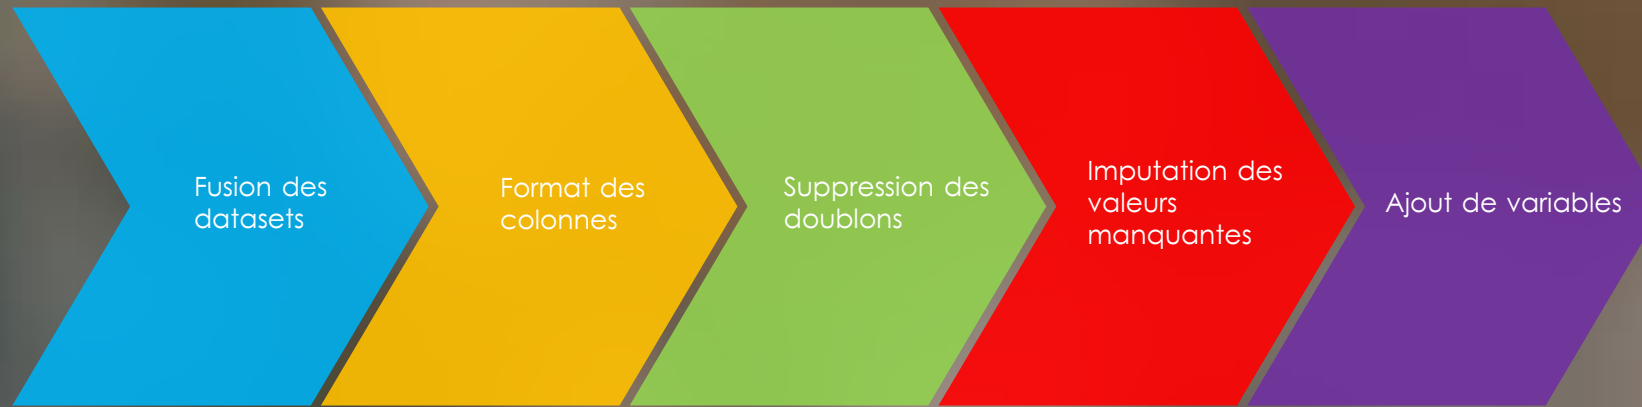 Fusion des
datasets
Format des
colonnes
Suppression des
doublons
Imputation des
valeurs
manquantes
Ajout de variables